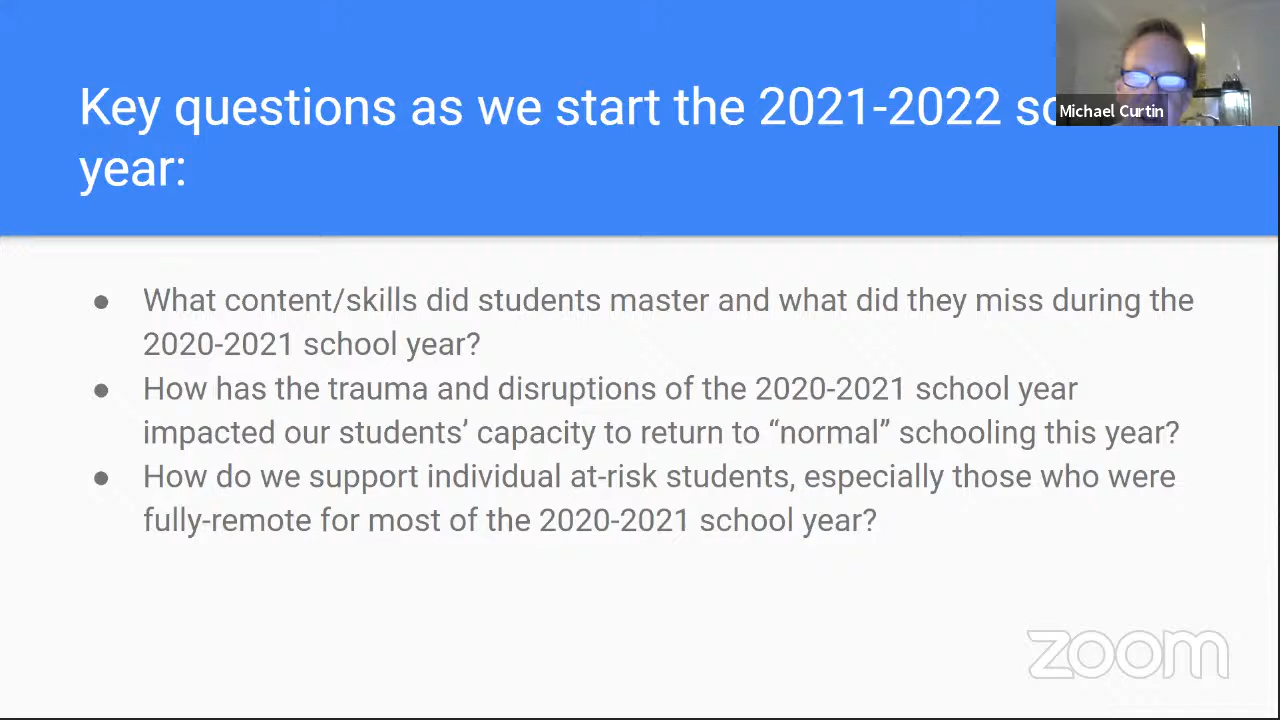 Key questions as we start the 2021-2022
year:
Michael Curtin
● What content/skills did students master and what did they miss during the
2020-2021 school year?
● How has the trauma and disruptions of the 2020-2021 school year
impacted our students’ capacity to return to “normal” schooling this year?
● How do we support individual at-risk students, especially those who were
fully-remote for most of the 2020-2021 school year?
zoom